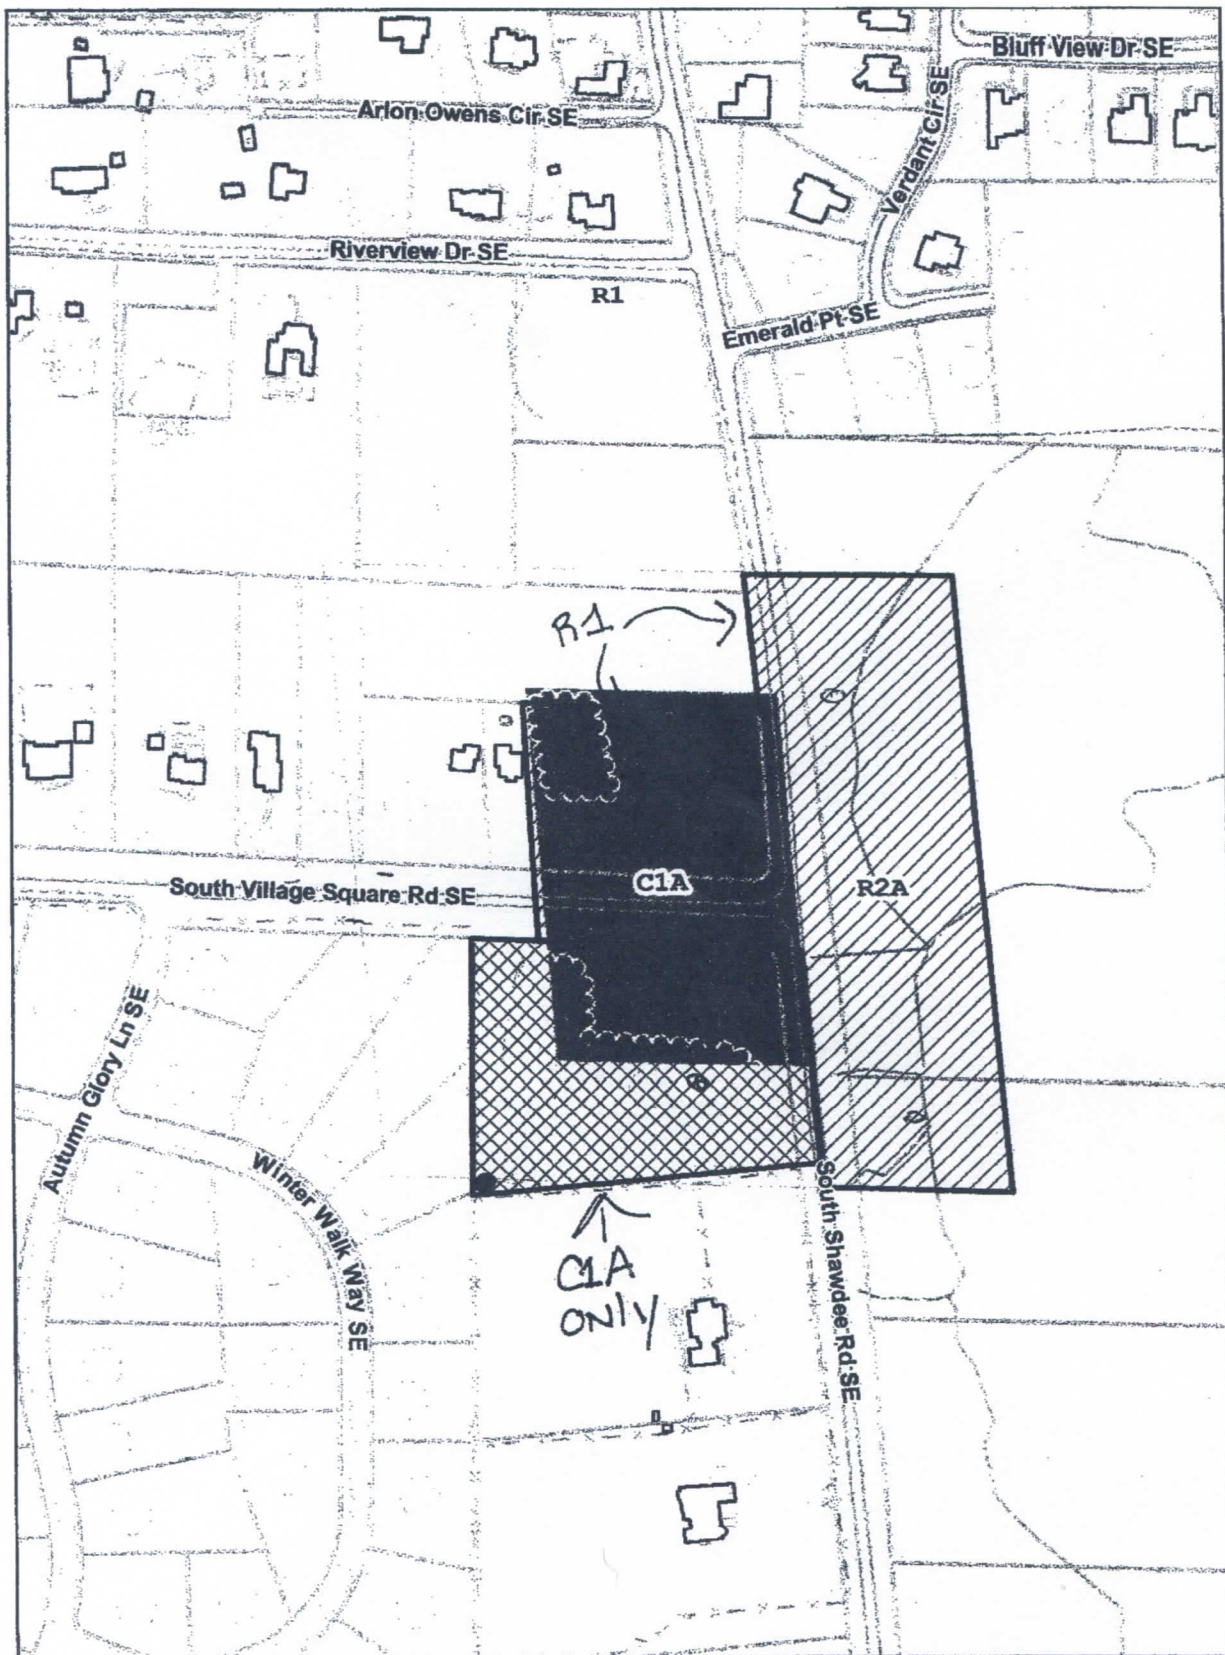 Bluff View Dr SE
Arlon Owens Cir SE
Verdant Cir SE
Riverview Dr SE
R1
Emerald Pt SE
R1
C1A
R2A
South Village Square Rd SE
Autumn Glory Ln SE
Winter Walk Way SE
South Shawdee Rd SE
C1A
ONLY